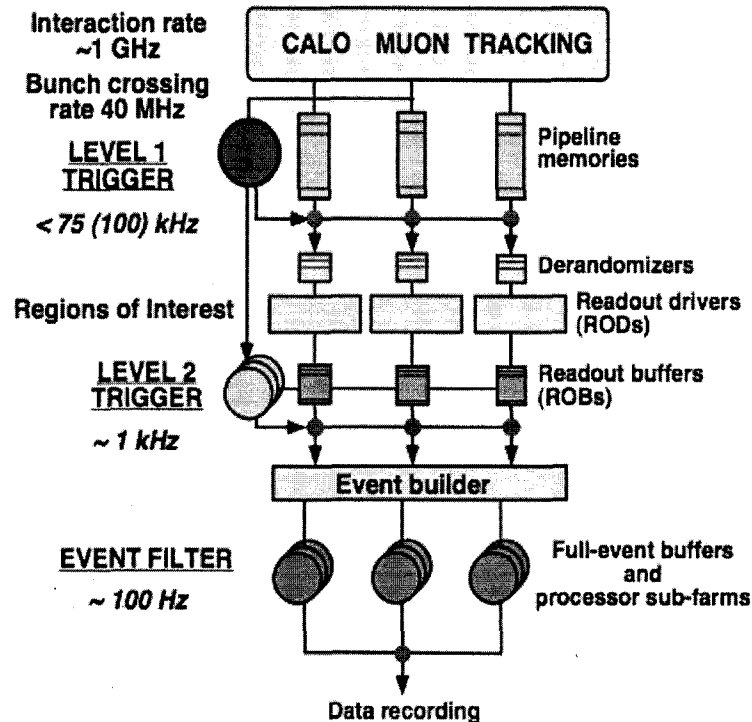 Interaction rate
~1 GHz
CALO MUON TRACKING
Bunch crossing
rate 40 MHz
Pipeline
memories
LEVEL 1
TRIGGER
< 75 (100) kHz
Derandomizers
Regions of Interest
Readout drivers
(RODs)
LEVEL 2
TRIGGER
Readout buffers
(ROBs)
~ 1 kHz
Event builder
EVENT FILTER
~ 100 Hz
Full-event buffers
and
processor sub-farms
Data recording